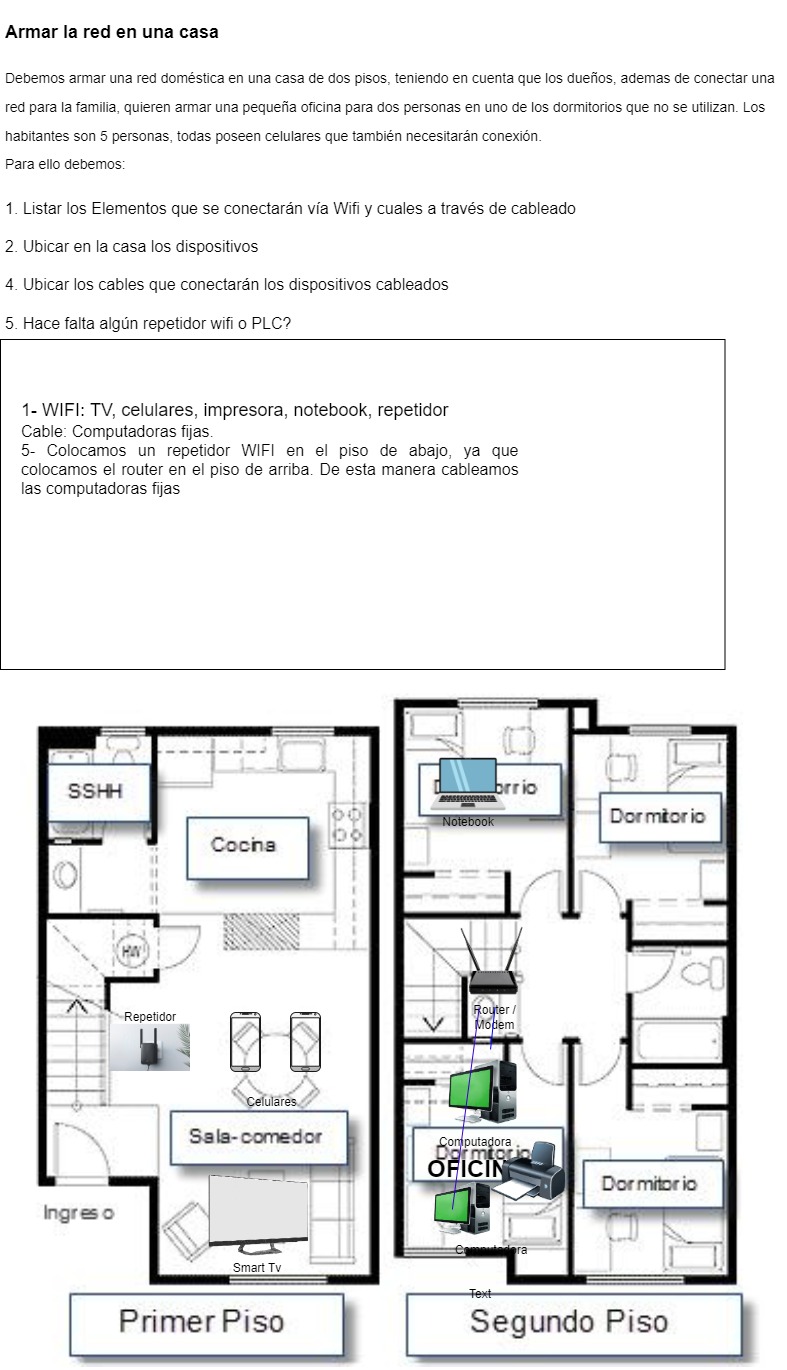 Armar la red en una casa
Debemos armar una red doméstica en una casa de dos pisos, teniendo en cuenta que los dueños, ademas de conectar una
red para la familia, quieren armar una pequeña oficina para dos personas en uno de los dormitorios que no se utilizan. Los
habitantes son 5 personas, todas poseen celulares que también necesitarán conexión.
Para ello debemos:
1. Listar los Elementos que se conectarán vía Wifi y cuales a través de cableado
2. Ubicar en la casa los dispositivos
4. Ubicar los cables que conectarán los dispositivos cableados
5. Hace falta algún repetidor wifi o PLC?
1- WIFI: TV, celulares, impresora, notebook, repetidor
Cable: Computadoras fijas.
5- Colocamos un repetidor WIFI en el piso de abajo, ya que
colocamos el router en el piso de arriba. De esta manera cableamos
las computadoras fijas
SSHH
Cocina
HW
Repetidor
Celulares
Sala-comedor
Ingreso
Smart Tv
Primer Piso
Notebook
Dormitorio
Router /
Modem
Computadora
Dormitorio
OFICIN
Dormitorio
Computadora
Text
Segundo Piso